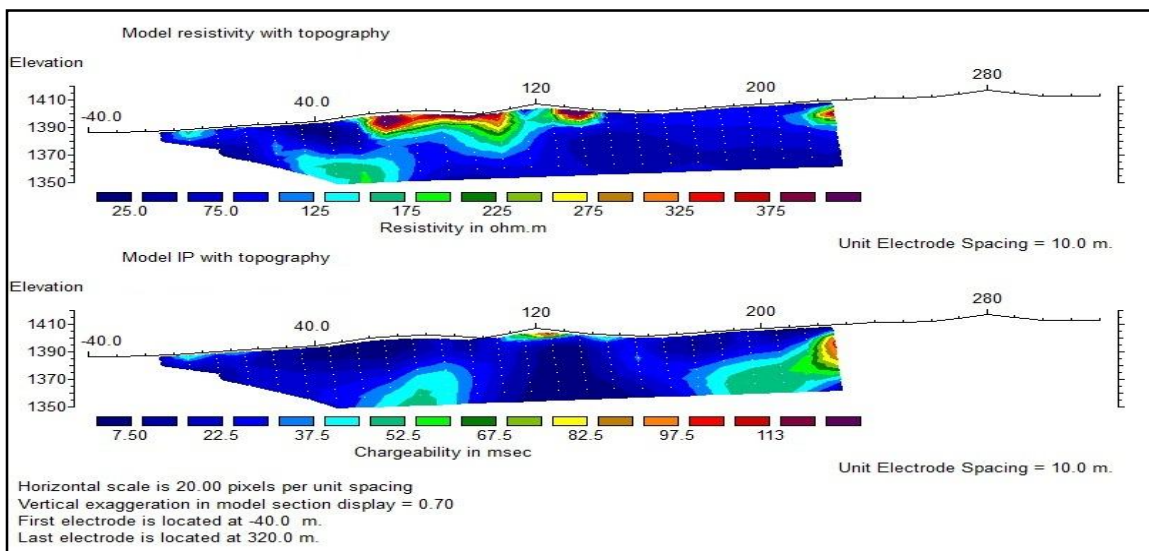 Model resistivity with topography
Elevation
120
200
280
1410
40.0
-40.0
1390
1370
1350
25.0 75.0 125 175 225 275 325 375
Resistivity in ohm.m
Unit Electrode Spacing = 10.0 m.
Model IP with topography
Elevation
120
200
280
1410
40.0
-40.0
1390
1370
1350
7.50 22.5 37.5 52.5 67.5 82.5 97.5 113
Chargeability in msec
Unit Electrode Spacing = 10.0 m.
Horizontal scale is 20.00 pixels per unit spacing
Vertical exaggeration in model section display = 0.70
First electrode is located at -40.0 m.
Last electrode is located at 320.0 m.